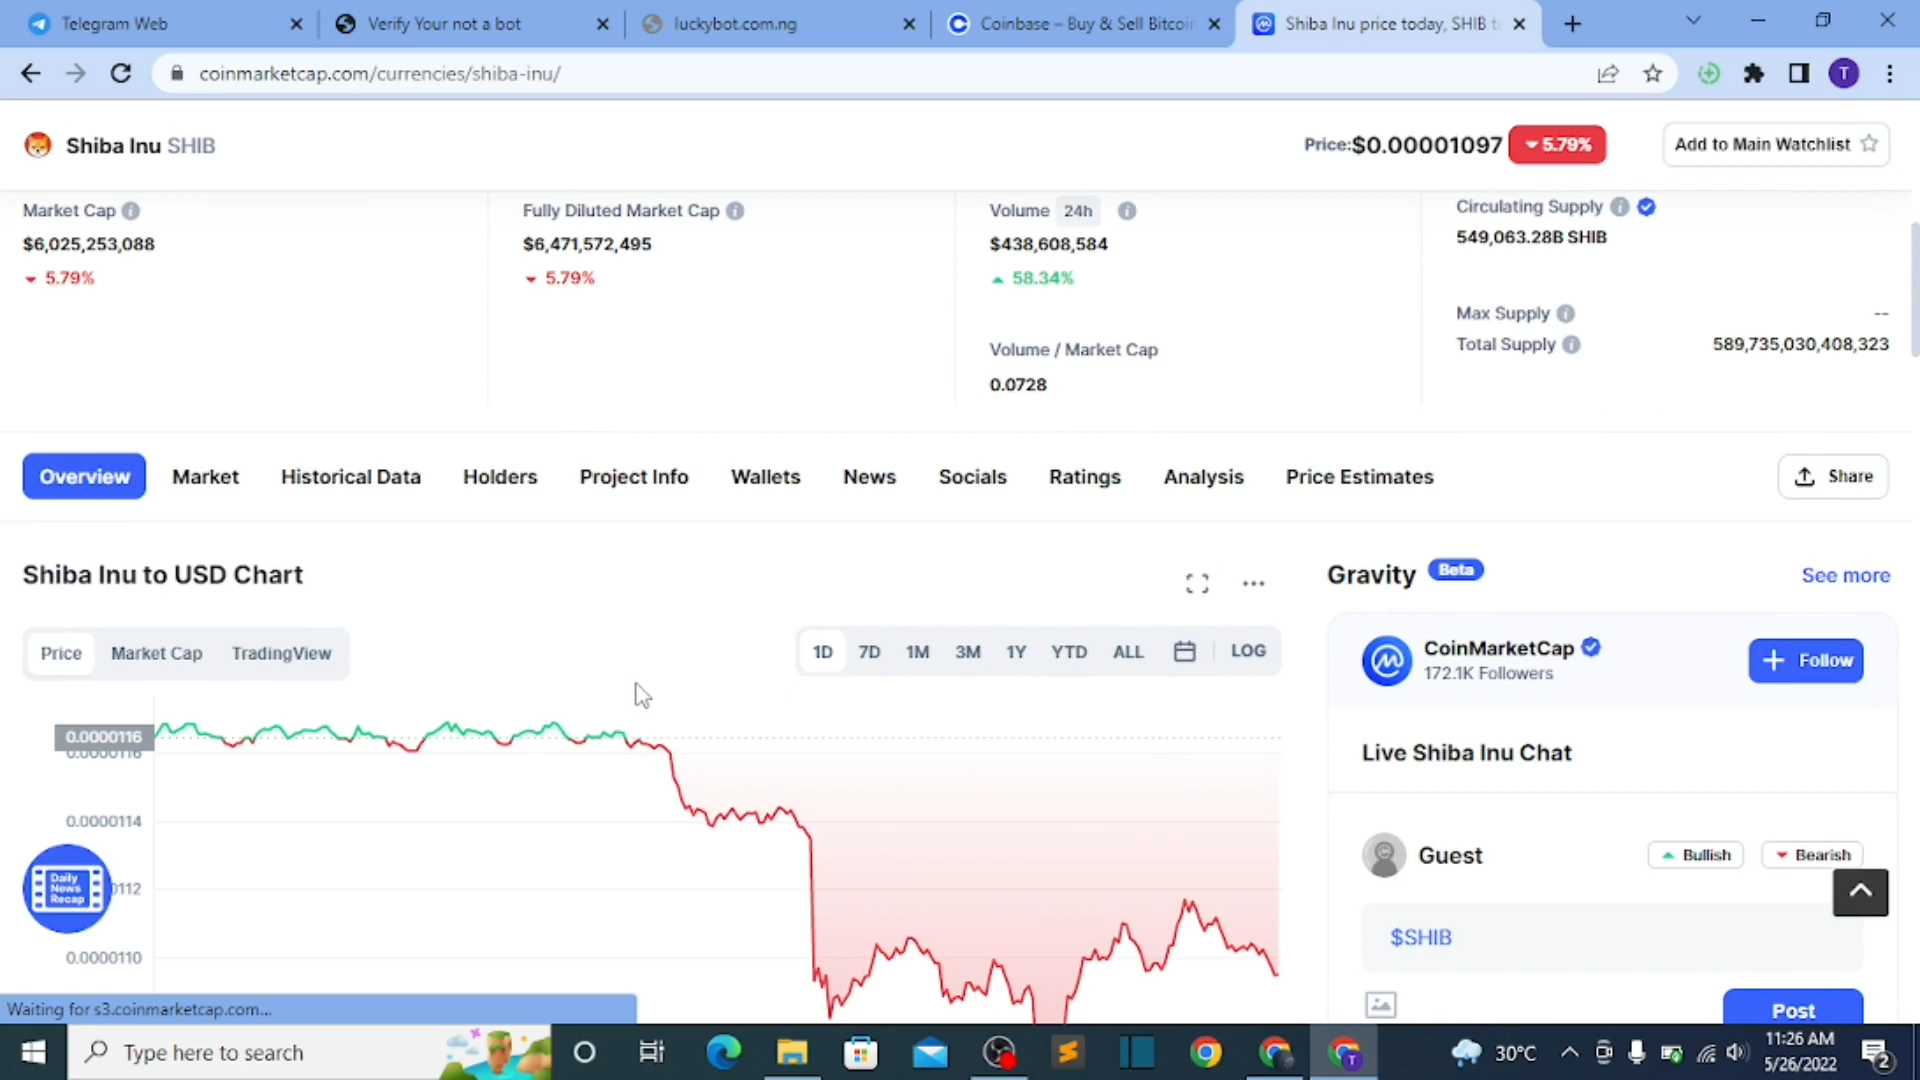 Telegram Web
Verify Your not a bot
luckybot.com.ng
Coinbase – Buy & Sell Bitcoin
Shiba Inu price today, SHIB to
coinmarketcap.com/currencies/shiba-inu/
T
Shiba Inu SHIB
Price:$0.00001097
5.79%
Add to Main Watchlist
Market Cap
$6,025,253,088
5.79%
Fully Diluted Market Cap
$6,471,572,495
5.79%
Volume 24h
$438,608,584
58.34%
Volume / Market Cap
0.0728
Circulating Supply
549,063.28B SHIB
Max Supply --
Total Supply 589,735,030,408,323
Overview Market Historical Data Holders Project Info Wallets News Socials Ratings Analysis Price Estimates
Share
Shiba Inu to USD Chart
Price Market Cap TradingView
1D 7D 1M 3M 1Y YTD ALL LOG
0.0000116
0.0000114
0.0000110
Daily
News
Recap
Gravity Beta
See more
CoinMarketCap
172.1K Followers
+ Follow
Live Shiba Inu Chat
Guest
Bullish
Bearish
$SHIB
Post
Waiting for s3.coinmarketcap.com...
Type here to search
30°C
11:26 AM
5/26/2022
2